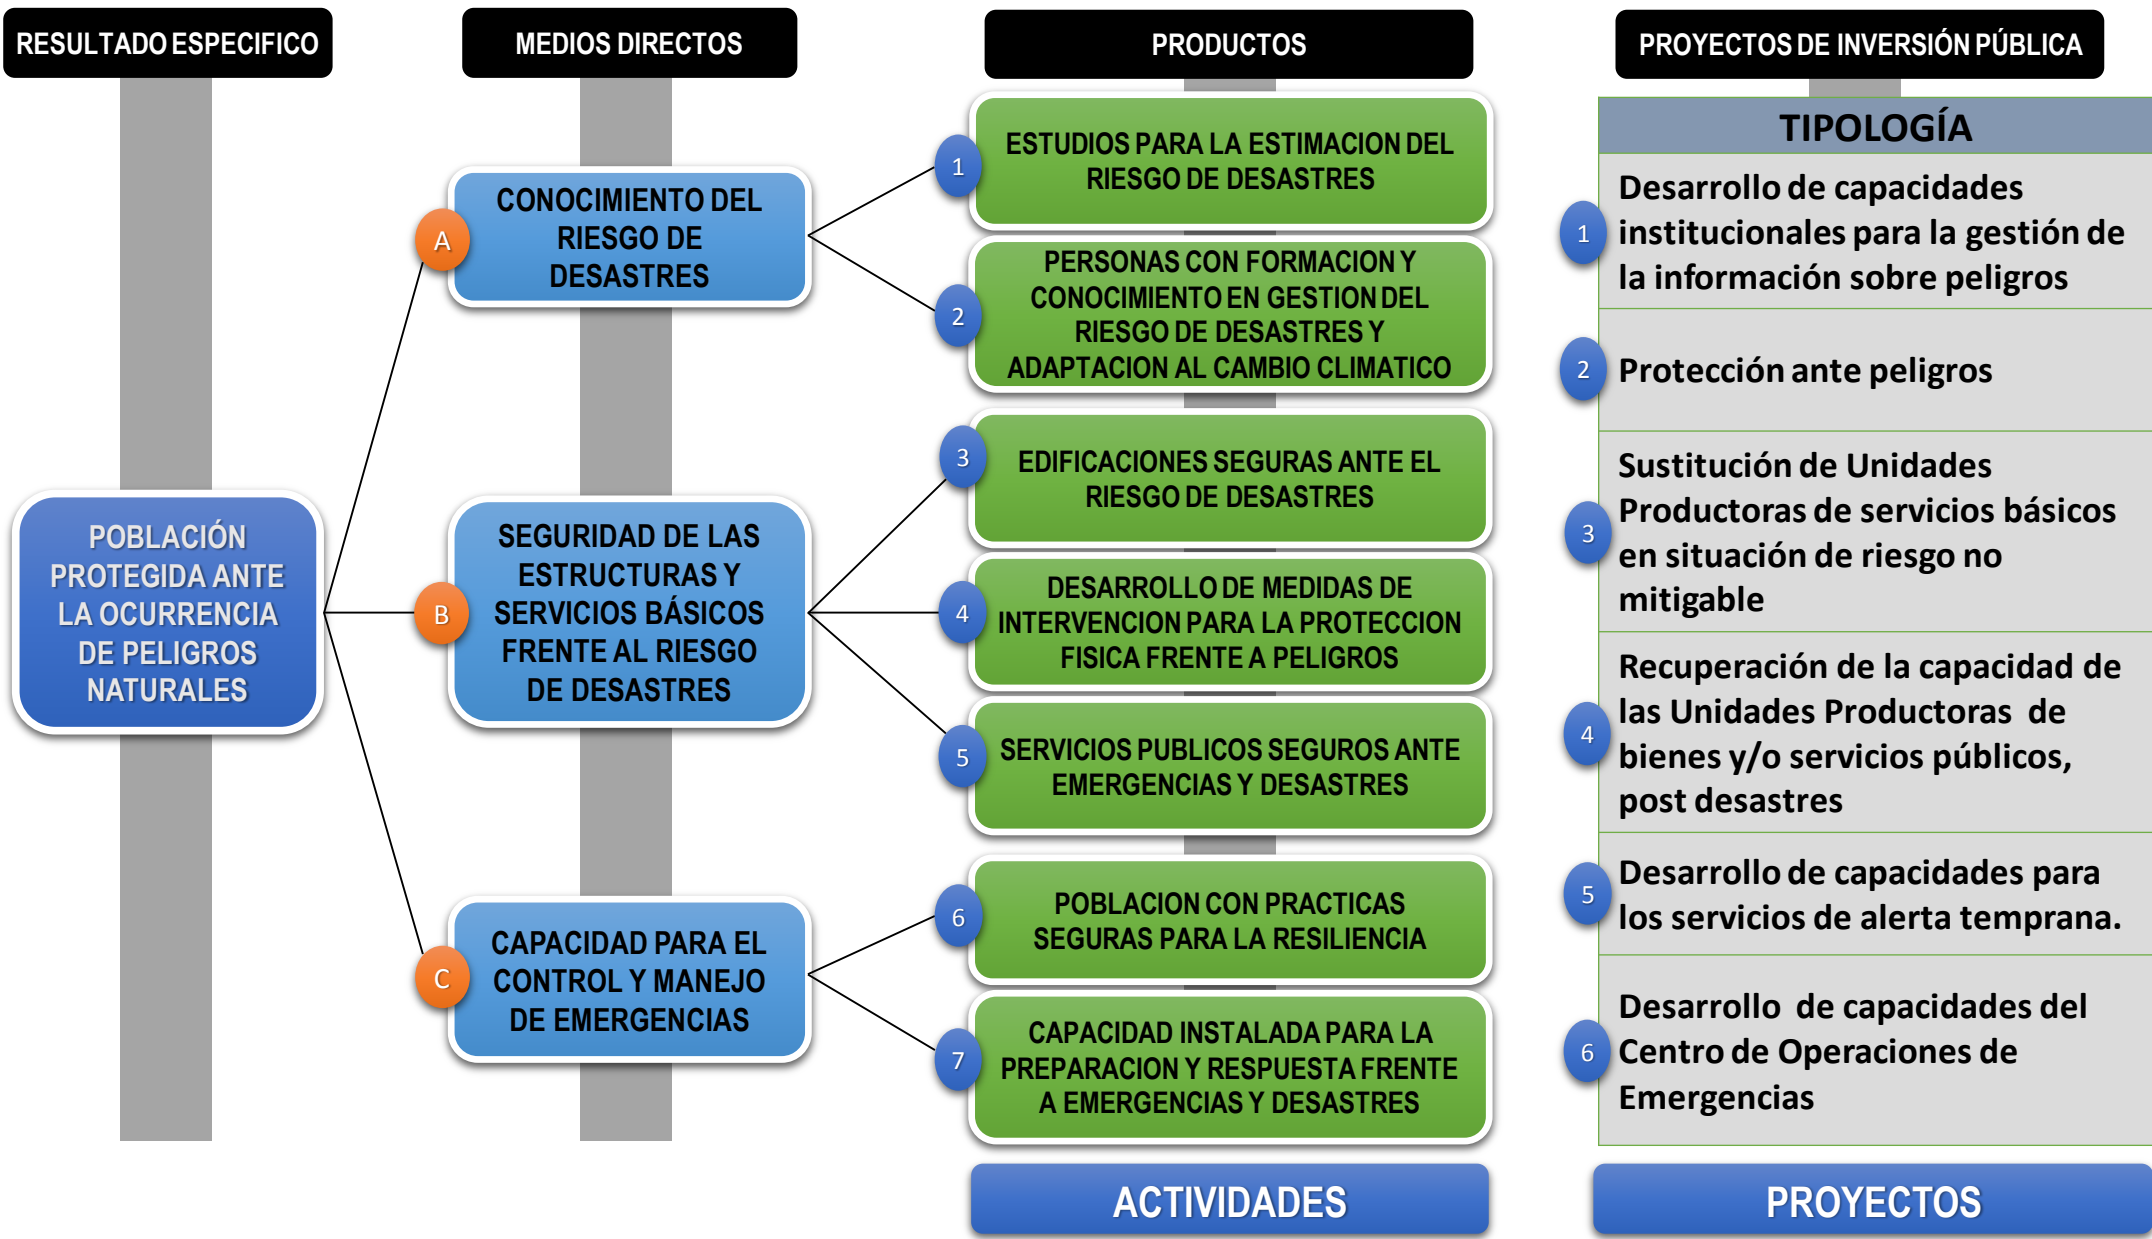 RESULTADO ESPECIFICO
MEDIOS DIRECTOS
PRODUCTOS
PROYECTOS DE INVERSIÓN PÚBLICA
POBLACIÓN
PROTEGIDA ANTE
LA OCURRENCIA
DE PELIGROS
NATURALES
A
CONOCIMIENTO DEL
RIESGO DE
DESASTRES
B
SEGURIDAD DE LAS
ESTRUCTURAS Y
SERVICIOS BÁSICOS
FRENTE AL RIESGO
DE DESASTRES
C
CAPACIDAD PARA EL
CONTROL Y MANEJO
DE EMERGENCIAS
1
ESTUDIOS PARA LA ESTIMACION DEL
RIESGO DE DESASTRES
2
PERSONAS CON FORMACION Y
CONOCIMIENTO EN GESTION DEL
RIESGO DE DESASTRES Y
ADAPTACION AL CAMBIO CLIMATICO
3
EDIFICACIONES SEGURAS ANTE EL
RIESGO DE DESASTRES
4
DESARROLLO DE MEDIDAS DE
INTERVENCION PARA LA PROTECCION
FISICA FRENTE A PELIGROS
5
SERVICIOS PUBLICOS SEGUROS ANTE
EMERGENCIAS Y DESASTRES
6
POBLACION CON PRACTICAS
SEGURAS PARA LA RESILIENCIA
7
CAPACIDAD INSTALADA PARA LA
PREPARACION Y RESPUESTA FRENTE
A EMERGENCIAS Y DESASTRES
ACTIVIDADES
TIPOLOGÍA
1
Desarrollo de capacidades
institucionales para la gestión de
la información sobre peligros
2
Protección ante peligros
3
Sustitución de Unidades
Productoras de servicios básicos
en situación de riesgo no
mitigable
4
Recuperación de la capacidad de
las Unidades Productoras de
bienes y/o servicios públicos,
post desastres
5
Desarrollo de capacidades para
los servicios de alerta temprana.
6
Desarrollo de capacidades del
Centro de Operaciones de
Emergencias
PROYECTOS